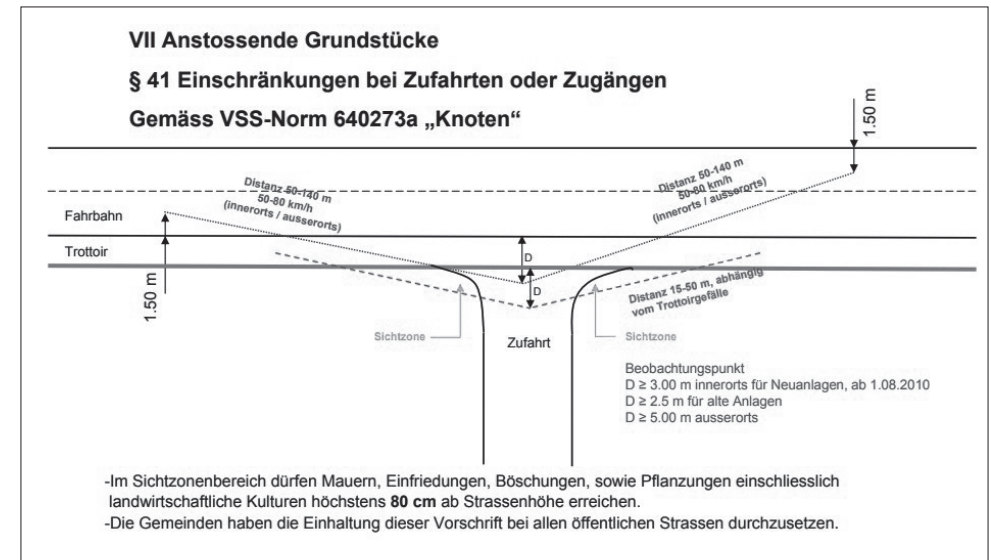 VII Anstossende Grundstücke
§ 41 Einschränkungen bei Zufahrten oder Zugängen
Gemäss VSS-Norm 640273a „Knoten“
1.50 m
Distanz 50-140 m
50-80 km/h
(innerorts / ausserorts)
Distanz 50-140 m
50-80 km/h
(innerorts / ausserorts)
Fahrbahn
Trottoir
D
D
1.50 m
Distanz 15-50 m, abhängig
vom Trottoirgefälle
Sichtzone
Zufahrt
Sichtzone
Beobachtungspunkt
D ≥ 3.00 m innerorts für Neuanlagen, ab 1.08.2010
D ≥ 2.5 m für alte Anlagen
D ≥ 5.00 m ausserorts
-Im Sichtzonenbereich dürfen Mauern, Einfriedungen, Böschungen, sowie Pflanzungen einschliesslich
landwirtschaftliche Kulturen höchstens 80 cm ab Strassenhöhe erreichen.
-Die Gemeinden haben die Einhaltung dieser Vorschrift bei allen öffentlichen Strassen durchzusetzen.